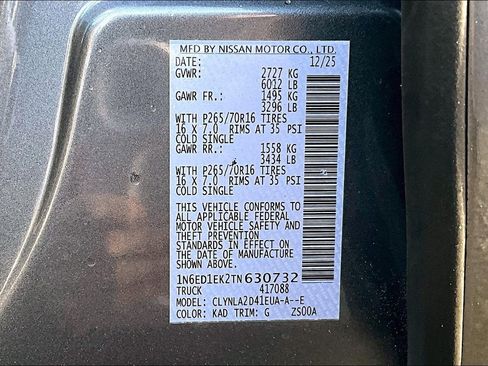 MFD BY NISSAN MOTOR CO., LTD.
DATE: 12/25
GVWR: 2727 KG
6012 LB
GAWR FR.: 1495 KG
3296 LB
WITH P265/70R16 TIRES
16 X 7.0 RIMS AT 35 PSI
COLD SINGLE
GAWR RR.: 1558 KG
3434 LB
WITH P265/70R16 TIRES
16 X 7.0 RIMS AT 35 PSI
COLD SINGLE
THIS VEHICLE CONFORMS TO
ALL APPLICABLE FEDERAL
MOTOR VEHICLE SAFETY AND
THEFT PREVENTION
STANDARDS IN EFFECT ON
THE DATE OF MANUFACTURE
SHOWN ABOVE.
1N6ED1EK2TN630732
TRUCK 417088
MODEL: CLYNLA2D41EUA-A--E
COLOR: KAD TRIM: G ZS00A